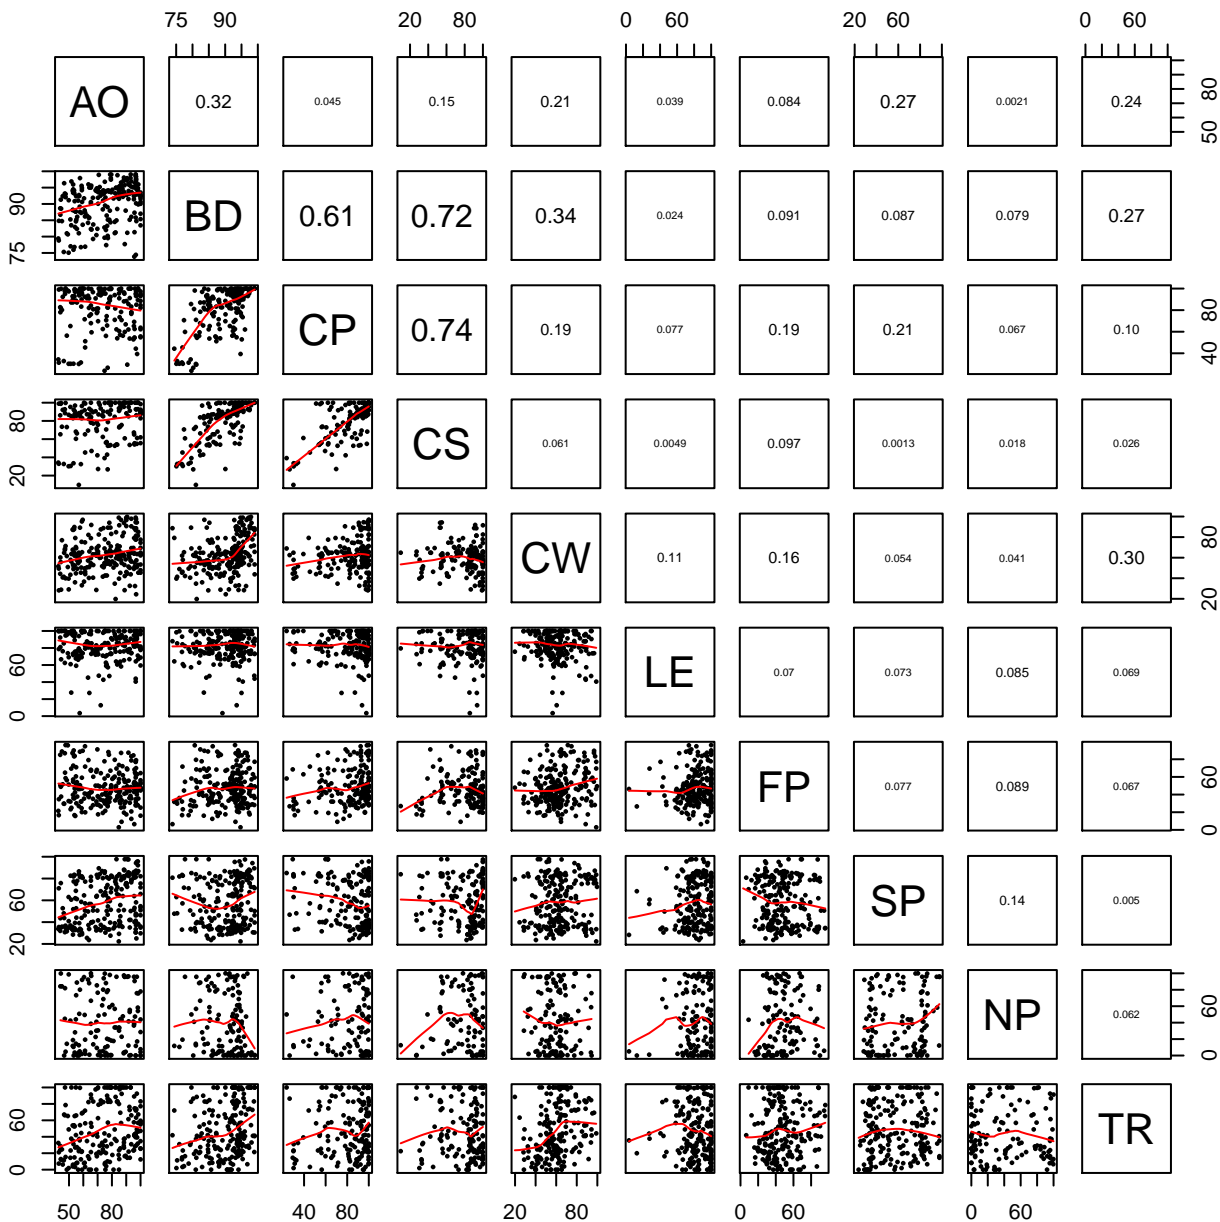 75 90 20 80 0 60 20 60 0 60
AO 0.32 0.045 0.15 0.21 0.039 0.084 0.27 0.0021 0.24 50 80
75 90 BD 0.61 0.72 0.34 0.024 0.091 0.087 0.079 0.27
CP 0.74 0.19 0.077 0.19 0.21 0.067 0.10 40 80
20 80 CS 0.061 0.0049 0.097 0.0013 0.018 0.026
CW 0.11 0.16 0.054 0.041 0.30 20 80
0 60 LE 0.07 0.073 0.085 0.069
FP 0.077 0.089 0.067 0 60
20 60 SP 0.14 0.005
NP 0.062 0 60
0 60 TR
50 80 40 80 20 80 0 60 0 60